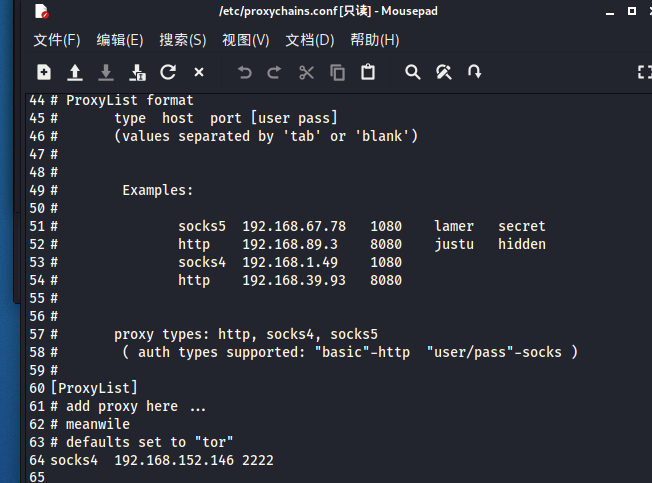 /etc/proxychains.conf[只读] - Mousepad
文件(F) 编辑(E) 搜索(S) 视图(V) 文档(D) 帮助(H)
44 # ProxyList format
45 #       type  host  port [user pass]
46 #       (values separated by 'tab' or 'blank')
47 #
48 #
49 #        Examples:
50 #
51 #               socks5  192.168.67.78   1080    lamer   secret
52 #               http    192.168.89.3    8080    justu   hidden
53 #               socks4  192.168.1.49    1080
54 #               http    192.168.39.93   8080
55 #
56 #
57 #       proxy types: http, socks4, socks5
58 #        ( auth types supported: "basic"-http  "user/pass"-socks )
59 #
60 [ProxyList]
61 # add proxy here ...
62 # meanwile
63 # defaults set to "tor"
64 socks4  192.168.152.146 2222
65